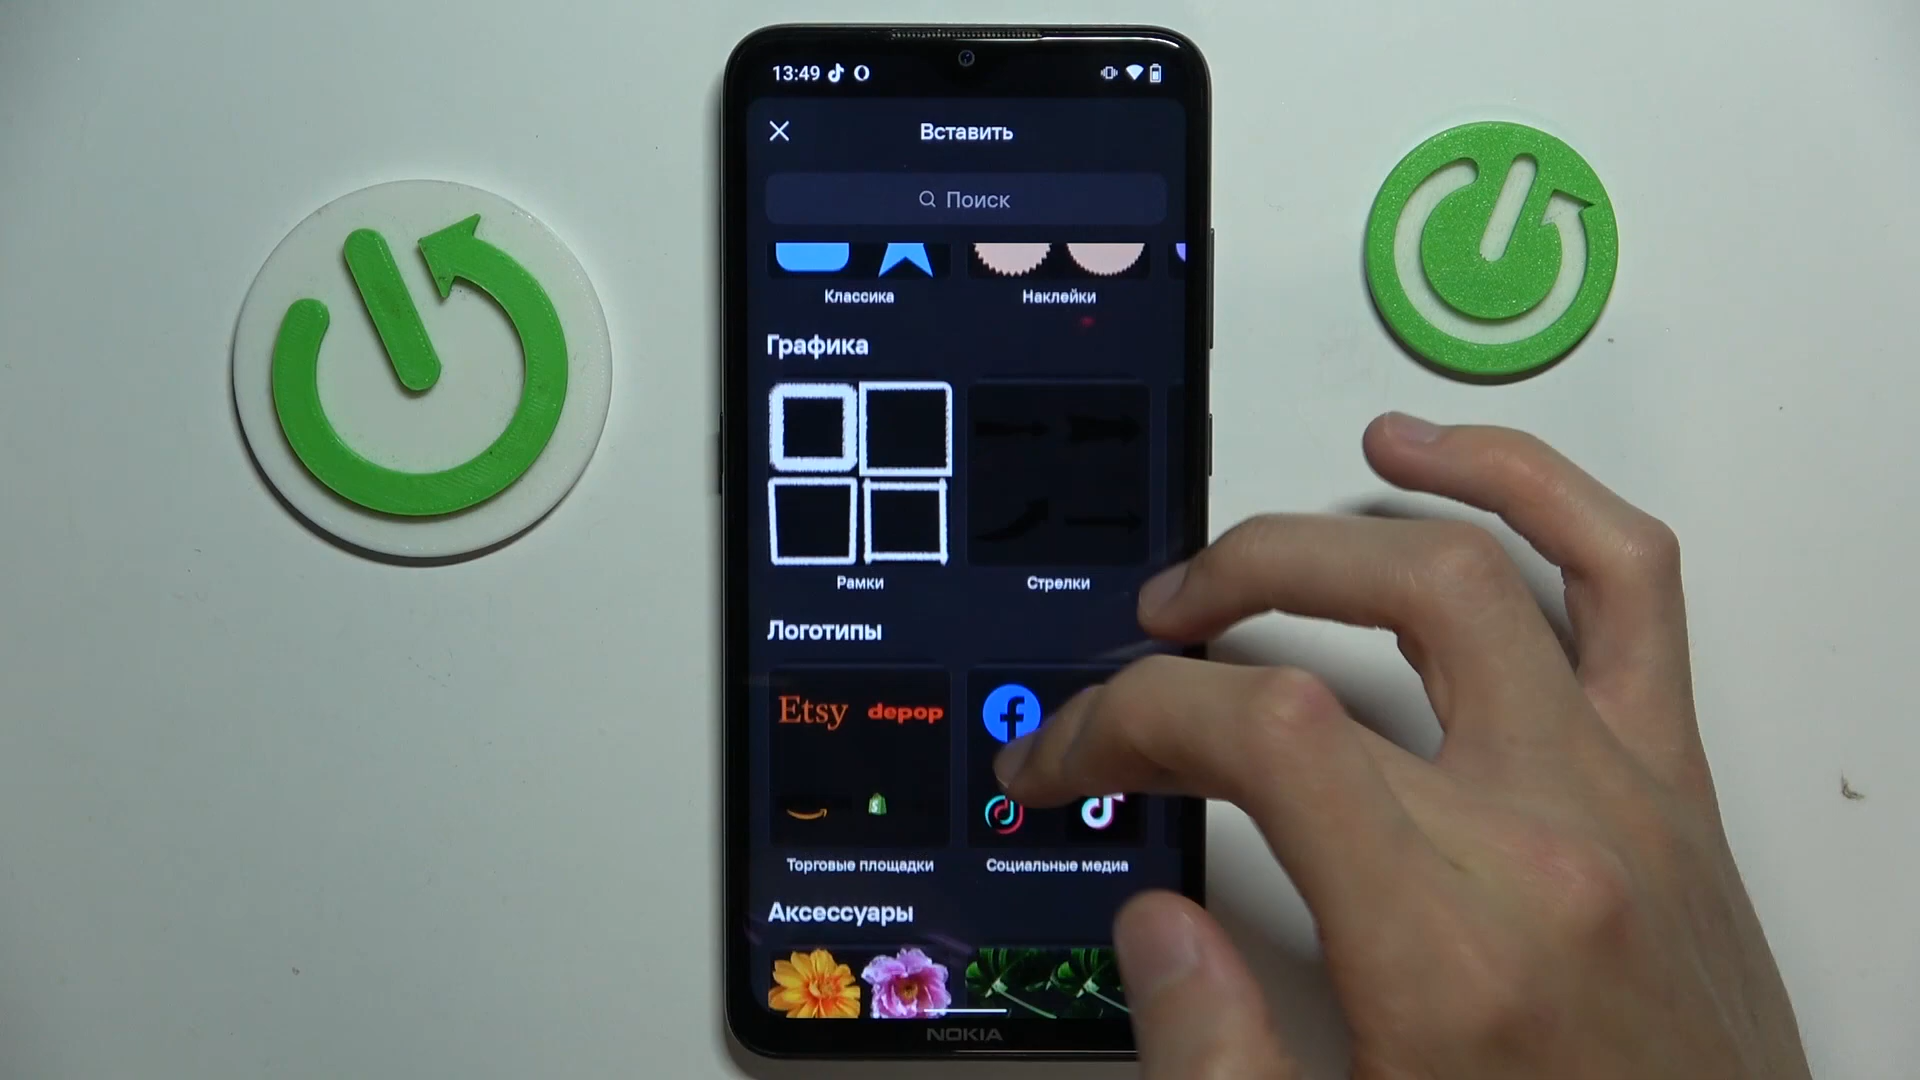 13:49
Вставить
Поиск
Классика
Наклейки
Графика
Рамки
Стрелки
Логотипы
Etsy
depop
Торговые площадки
Социальные медиа
Аксессуары
NOKIA